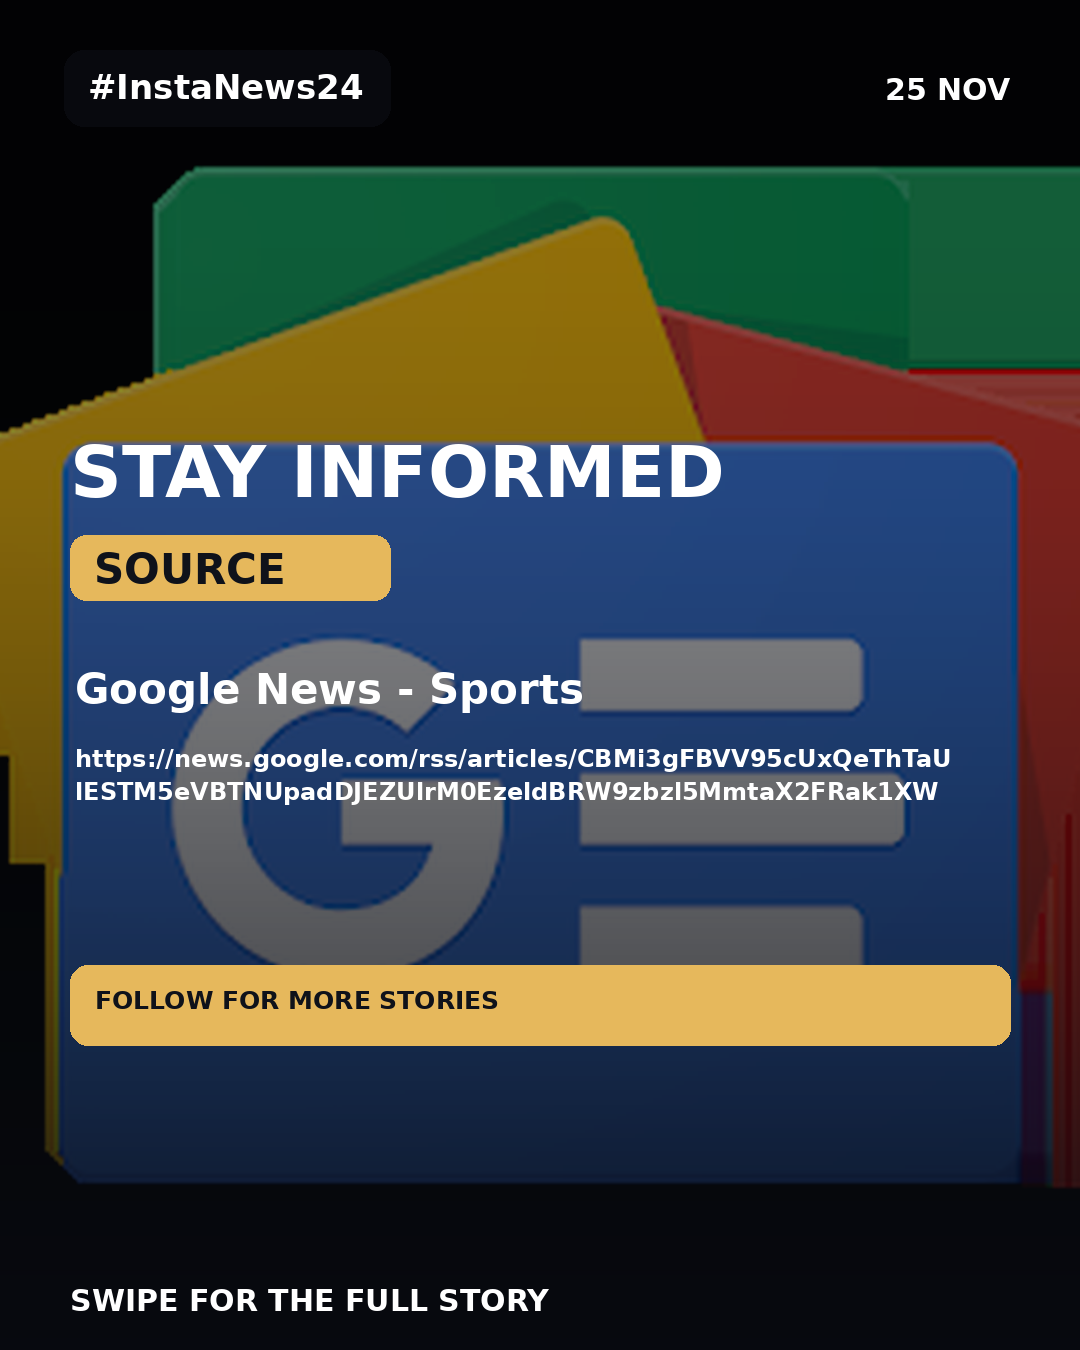 #InstaNews24
25 NOV
STAY INFORMED
SOURCE
Google News - Sports
https://news.google.com/rss/articles/CBMi3gFBVV95cUxQeThTaU
lESTM5eVBTNUpadDJEZUlrM0EzeldBRW9zbzl5MmtaX2FRak1XW
FOLLOW FOR MORE STORIES
SWIPE FOR THE FULL STORY